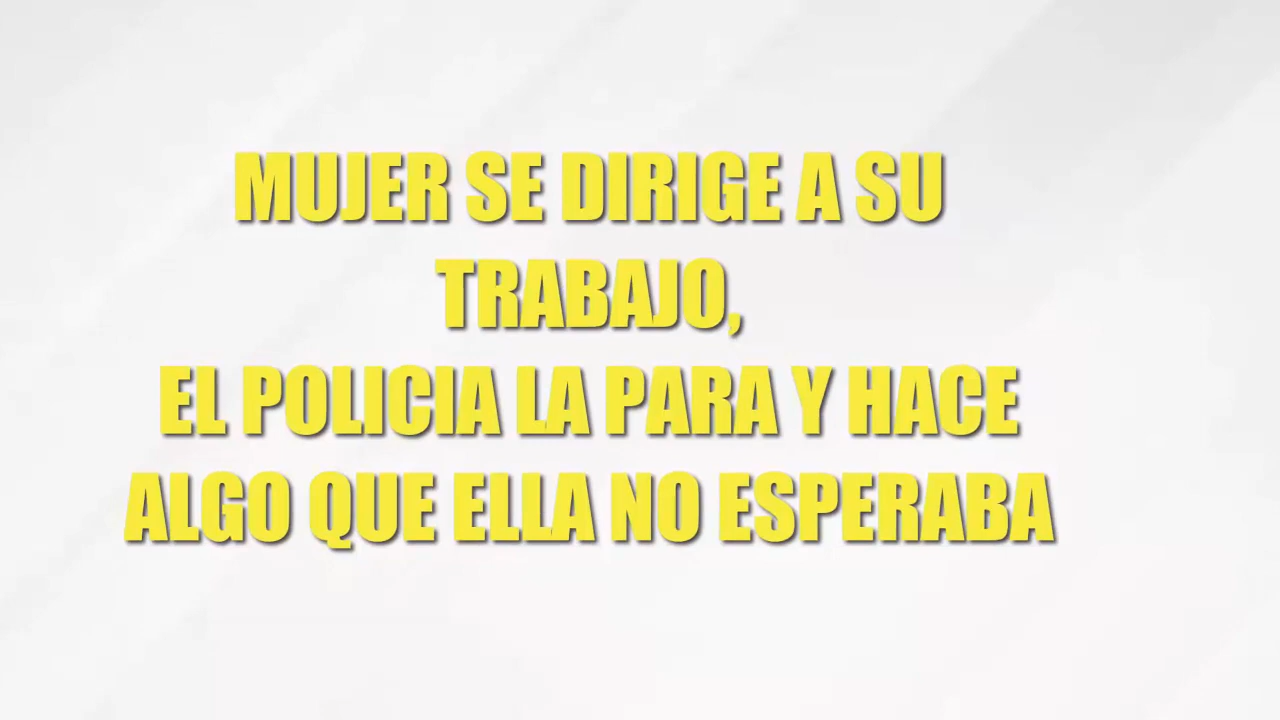 MUJER SE DIRIGE A SU
TRABAJO,
EL POLICIA LA PARA Y HACE
ALGO QUE ELLA NO ESPERABA